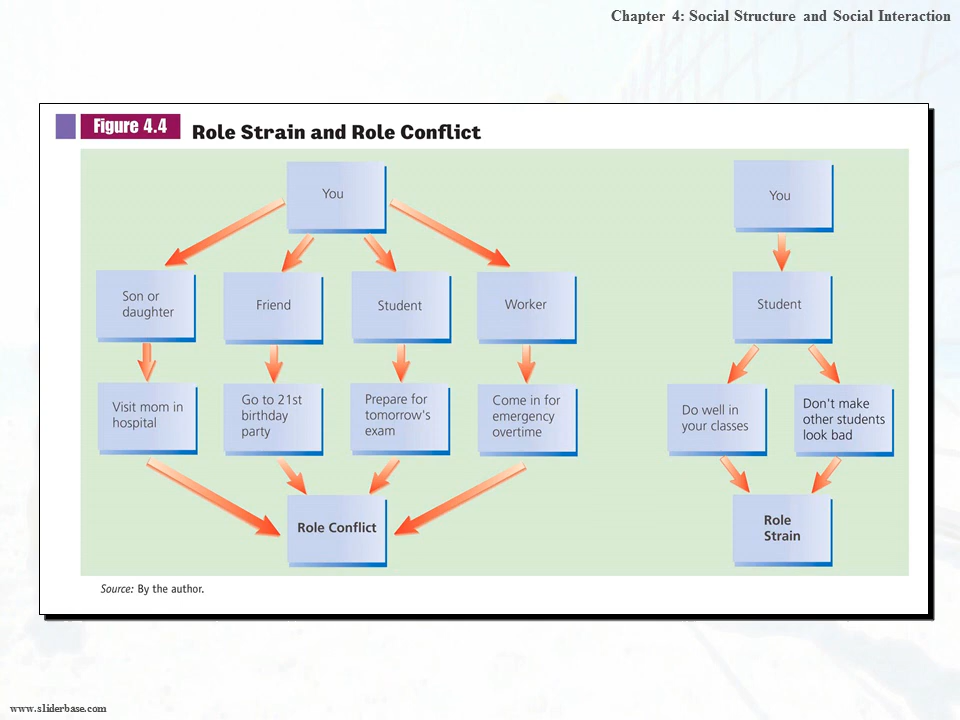 Chapter 4: Social Structure and Social Interaction
Figure 4.4
Role Strain and Role Conflict
You
Son or
daughter
Friend
Student
Worker
Visit mom in
hospital
Go to 21st
birthday
party
Prepare for
tomorrow's
exam
Come in for
emergency
overtime
Role Conflict
You
Student
Do well in
your classes
Don't make
other students
look bad
Role
Strain
Source: By the author.
www.sliderbase.com